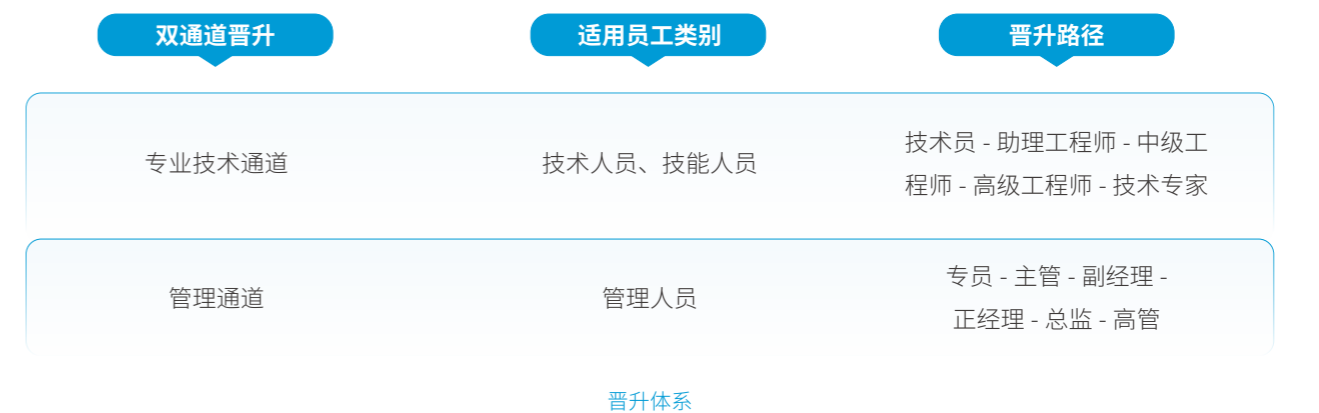 双通道晋升
适用员工类别
晋升路径
专业技术通道
技术人员、技能人员
技术员 - 助理工程师 - 中级工
程师 - 高级工程师 - 技术专家
管理通道
管理人员
专员 - 主管 - 副经理 -
正经理 - 总监 - 高管
晋升体系